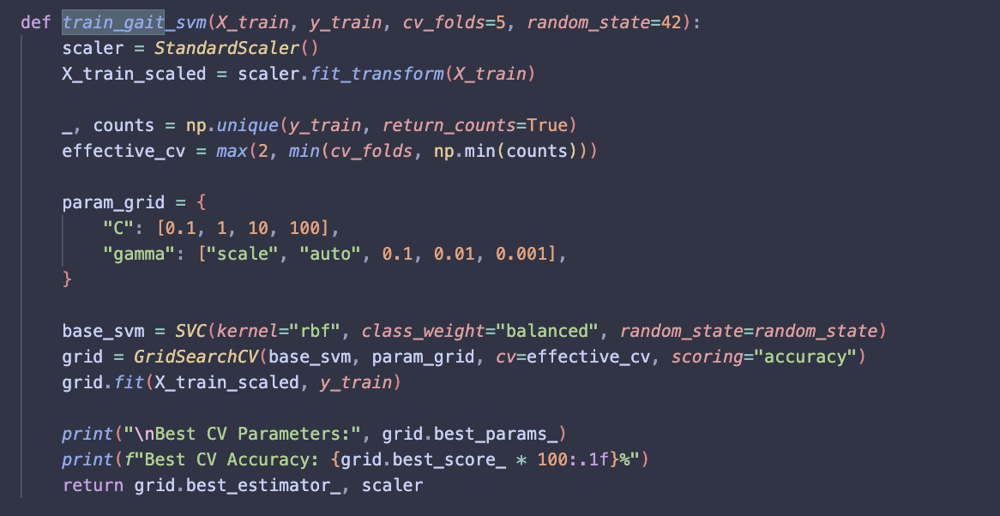 def train_gait_svm(X_train, y_train, cv_folds=5, random_state=42):
    scaler = StandardScaler()
    X_train_scaled = scaler.fit_transform(X_train)

    _, counts = np.unique(y_train, return_counts=True)
    effective_cv = max(2, min(cv_folds, np.min(counts)))

    param_grid = {
        "C": [0.1, 1, 10, 100],
        "gamma": ["scale", "auto", 0.1, 0.01, 0.001],
    }

    base_svm = SVC(kernel="rbf", class_weight="balanced", random_state=random_state)
    grid = GridSearchCV(base_svm, param_grid, cv=effective_cv, scoring="accuracy")
    grid.fit(X_train_scaled, y_train)

    print("\nBest CV Parameters:", grid.best_params_)
    print(f"Best CV Accuracy: {grid.best_score_ * 100:.1f}%")
    return grid.best_estimator_, scaler